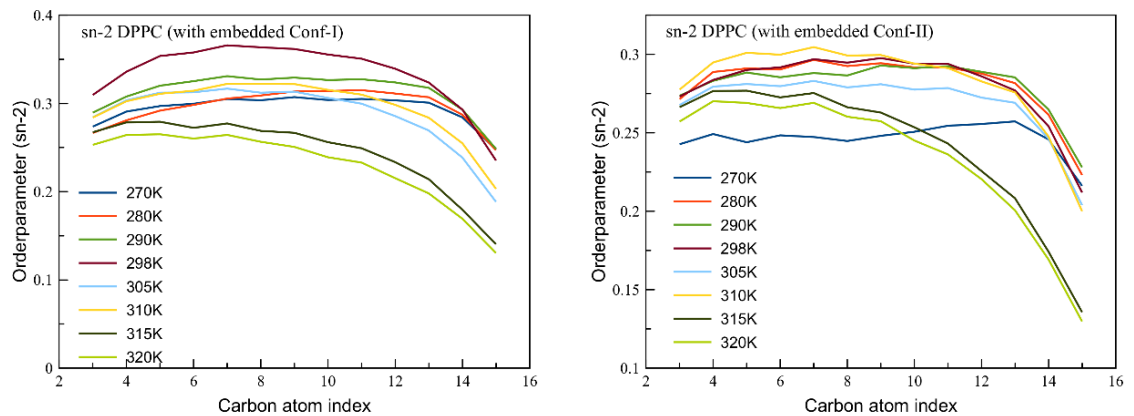 sn-2 DPPC (with embedded Conf-I)
Orderparameter (sn-2)
0.4
0.3
0.2
0.1
0
270K
280K
290K
298K
305K
310K
315K
320K
2 4 6 8 10 12 14 16
Carbon atom index
sn-2 DPPC (with embedded Conf-II)
Orderparameter (sn-2)
0.3
0.25
0.2
0.15
0.1
270K
280K
290K
298K
305K
310K
315K
320K
2 4 6 8 10 12 14 16
Carbon atom index